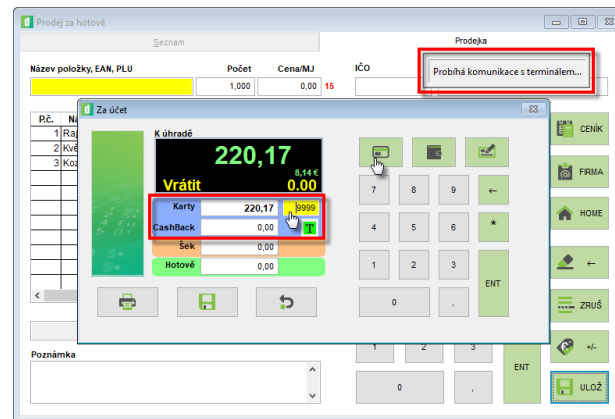 Prodej za hotové
Seznam
Prodejka
Název položky, EAN, PLU
Počet
Cena/MJ
IČO
1,000
0,00
15
Probíhá komunikace s terminálem...
P.č.
1 Raj
2 Kvě
3 Koz
Za účet
K úhradě
220,17
8,14 €
Vrátit
0.00
Karty
220,17
9999
CashBack
0,00
T
Šek
0,00
Hotově
0,00
7
8
9
←
4
5
6
*
1
2
3
ENT
0
.
CENÍK
FIRMA
HOME
←
ZRUŠ
+/-
ULOŽ
Poznámka
1
2
3
ENT
0
.